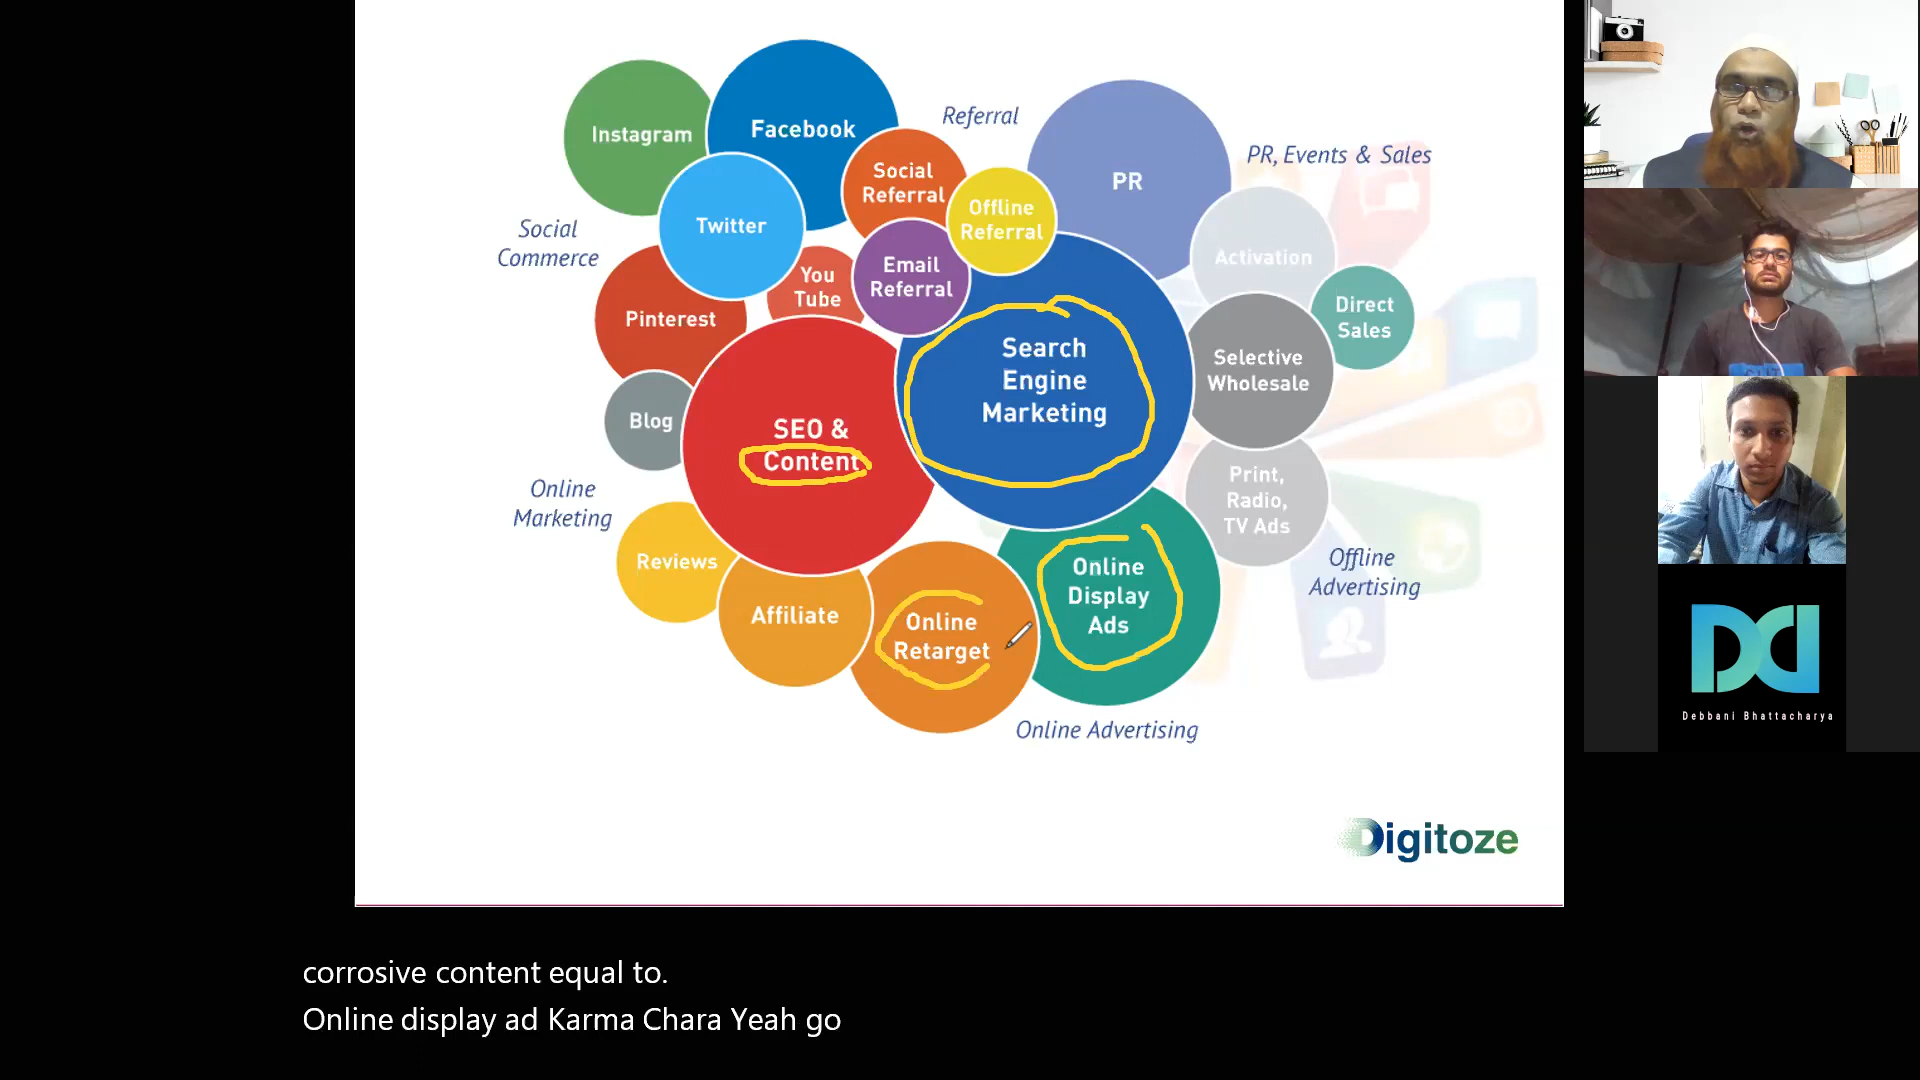 Instagram
Facebook
Referral
PR, Events & Sales
Social
Referral
PR
Offline
Referral
Twitter
Social
Commerce
Activation
Email
Referral
You
Tube
Direct
Sales
Pinterest
Search
Engine
Marketing
Selective
Wholesale
Blog
SEO &
Content
Print,
Radio,
TV Ads
Online
Marketing
Reviews
Offline
Advertising
Online
Display
Ads
Affiliate
Online
Retarget
Online Advertising
Digitoze
Debbani Bhattacharya
corrosive content equal to.
Online display ad Karma Chara Yeah go